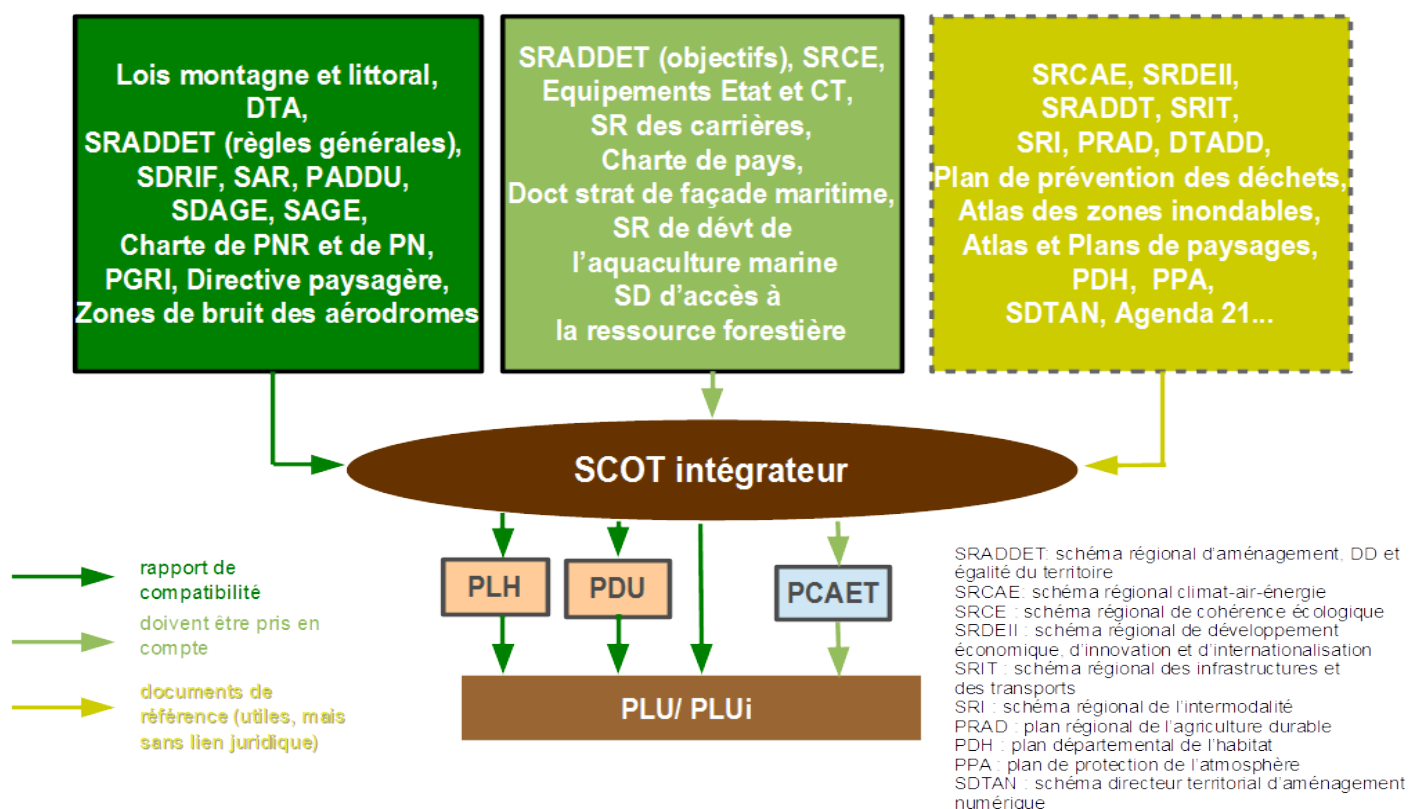 Lois montagne et littoral,
DTA,
SRADDET (règles générales),
SDRIF, SAR, PADDU,
SDAGE, SAGE,
Charte de PNR et de PN,
PGRI, Directive paysagère,
Zones de bruit des aérodromes
SRADDET (objectifs), SRCE,
Equipements Etat et CT,
SR des carrières,
Charte de pays,
Doct strat de façade maritime,
SR de dévt de
l'aquaculture marine
SD d'accès à
la ressource forestière
SRCAE, SRDEII,
SRADDT, SRIT,
SRI, PRAD, DTADD,
Plan de prévention des déchets,
Atlas des zones inondables,
Atlas et Plans de paysages,
PDH, PPA,
SDTAN, Agenda 21...
SCOT intégrateur
PLH
PDU
PCAET
PLU/ PLUi
rapport de
compatibilité
doivent être pris en
compte
documents de
référence (utiles, mais
sans lien juridique)
SRADDET: schéma régional d'aménagement, DD et
égalité du territoire
SRCAE: schéma régional climat-air-énergie
SRCE : schéma régional de cohérence écologique
SRDEII : schéma régional de développement
économique, d'innovation et d'internationalisation
SRIT : schéma régional des infrastructures et
des transports
SRI : schéma régional de l'intermodalité
PRAD : plan régional de l'agriculture durable
PDH : plan départemental de l'habitat
PPA : plan de protection de l'atmosphère
SDTAN : schéma directeur territorial d'aménagement
numérique